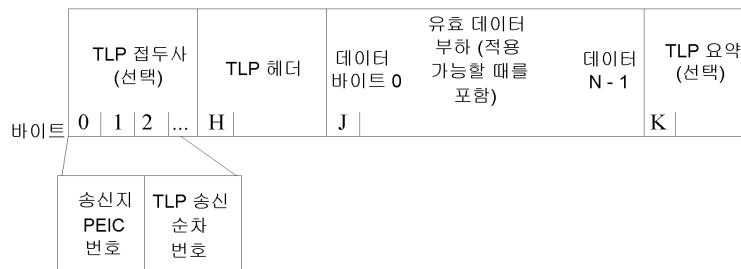 TLP 접두사
(선택)
TLP 헤더
데이터
바이트 0
유효 데이터
부하 (적용
가능할 때를
포함)
데이터
N - 1
TLP 요약
(선택)
바이트 0 1 2 ... H J K
송신지
PEIC
번호
TLP 송신
순차
번호